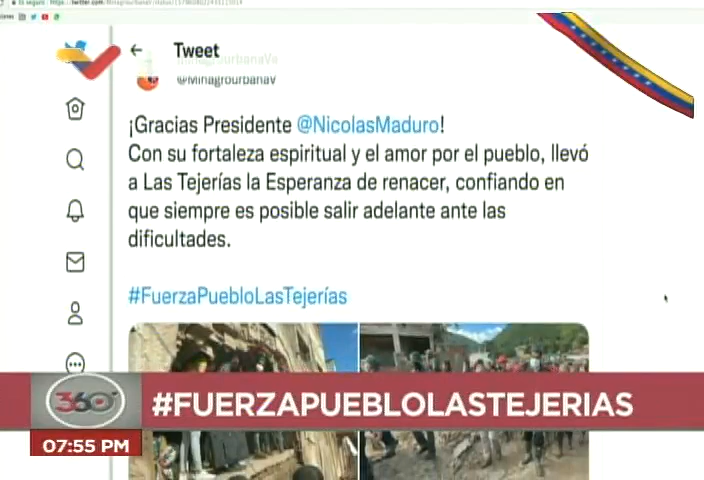 Tweet
@MinagrourbanaV
¡Gracias Presidente @NicolasMaduro!
Con su fortaleza espiritual y el amor por el pueblo, llevó
a Las Tejerías la Esperanza de renacer, confiando en
que siempre es posible salir adelante ante las
dificultades.
#FuerzaPuebloLasTejerías
360° #FUERZAPUEBLOLASTEJERIAS
07:55 PM